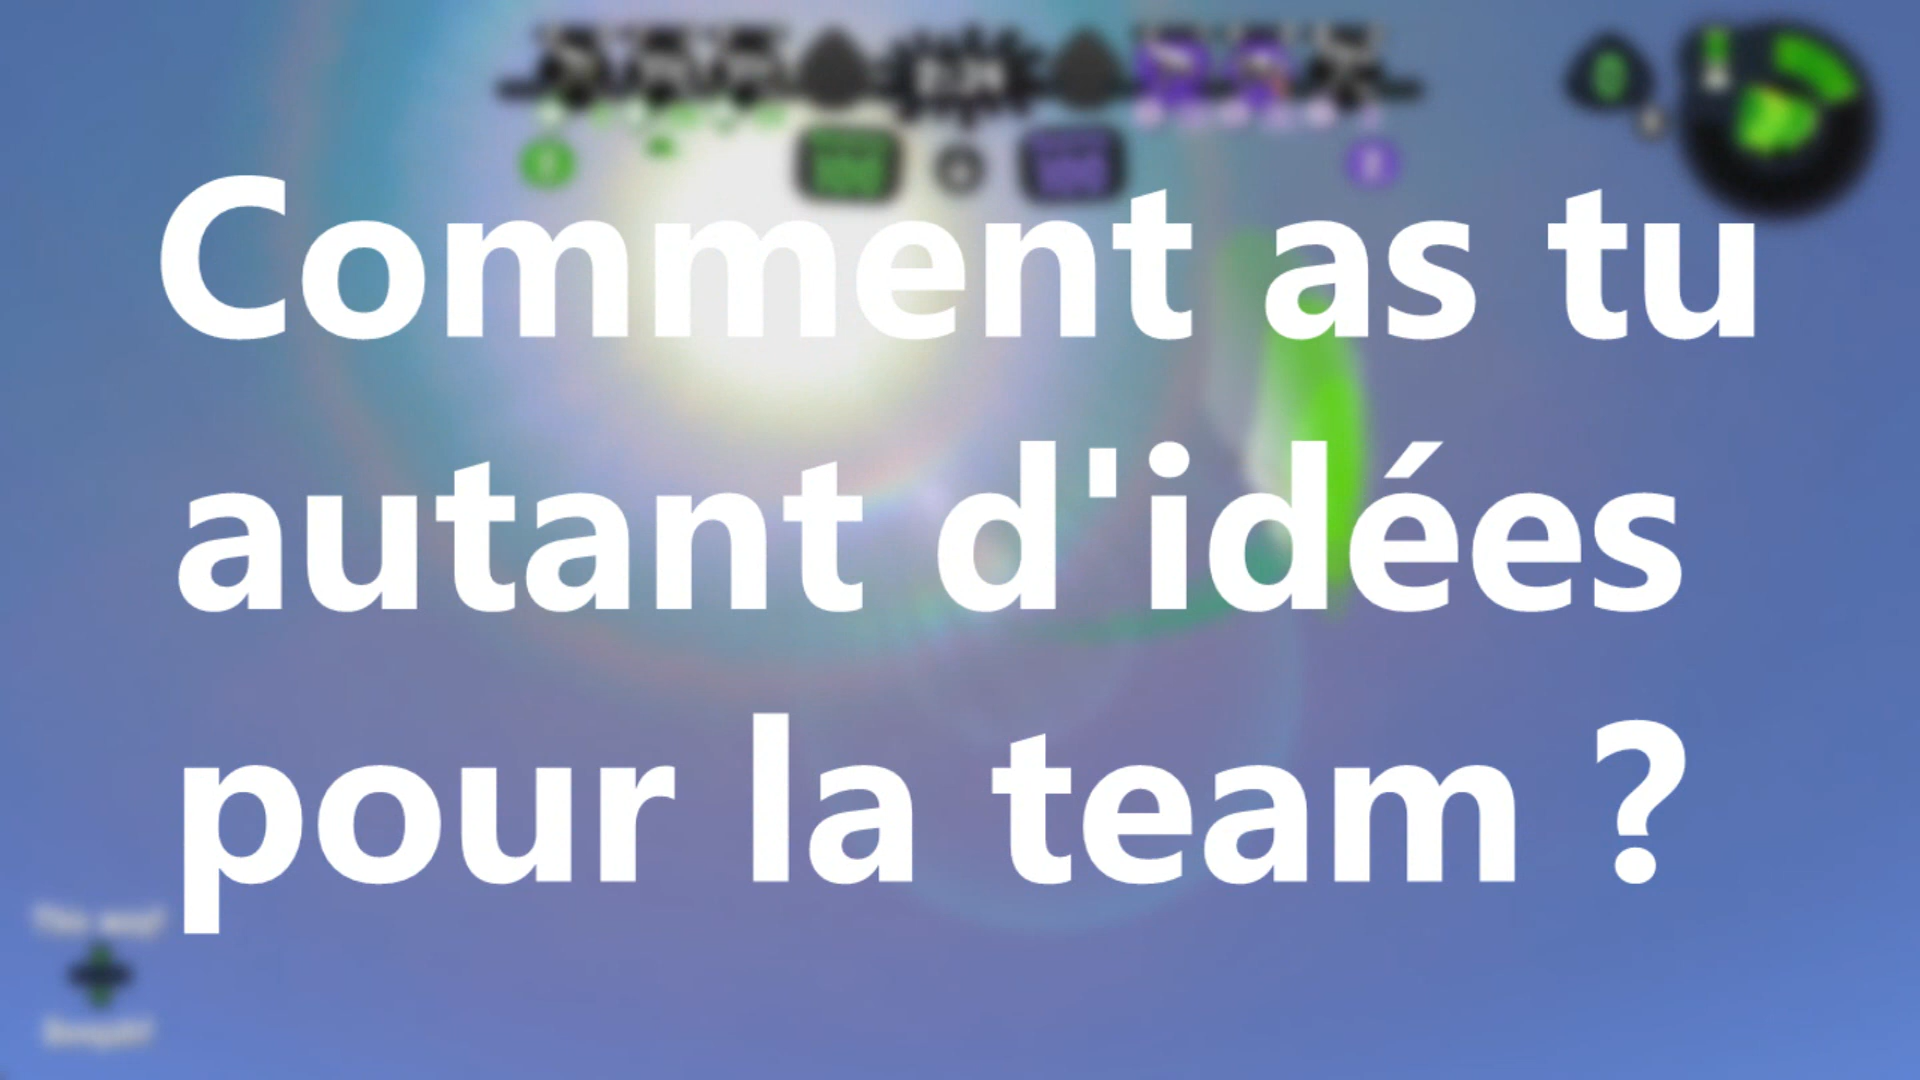 Comment as tu
autant d'idées
pour la team ?